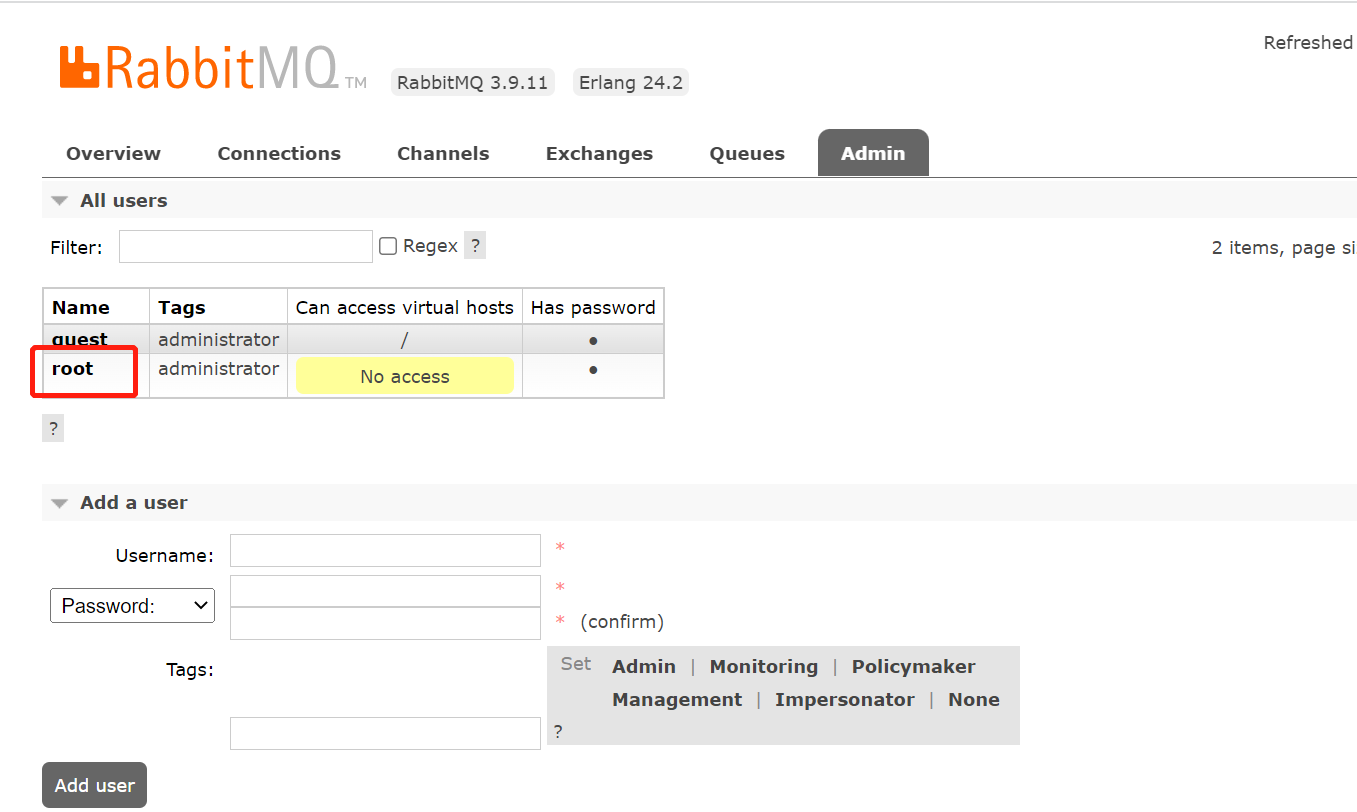 Refreshed
RabbitMQ TM RabbitMQ 3.9.11 Erlang 24.2
Overview Connections Channels Exchanges Queues Admin
All users
Filter: Regex ? 2 items, page si
Name Tags Can access virtual hosts Has password
guest administrator / ●
root administrator No access ●
?
Add a user
Username: *
Password: *
* (confirm)
Tags: Set Admin | Monitoring | Policymaker
Management | Impersonator | None
?
Add user